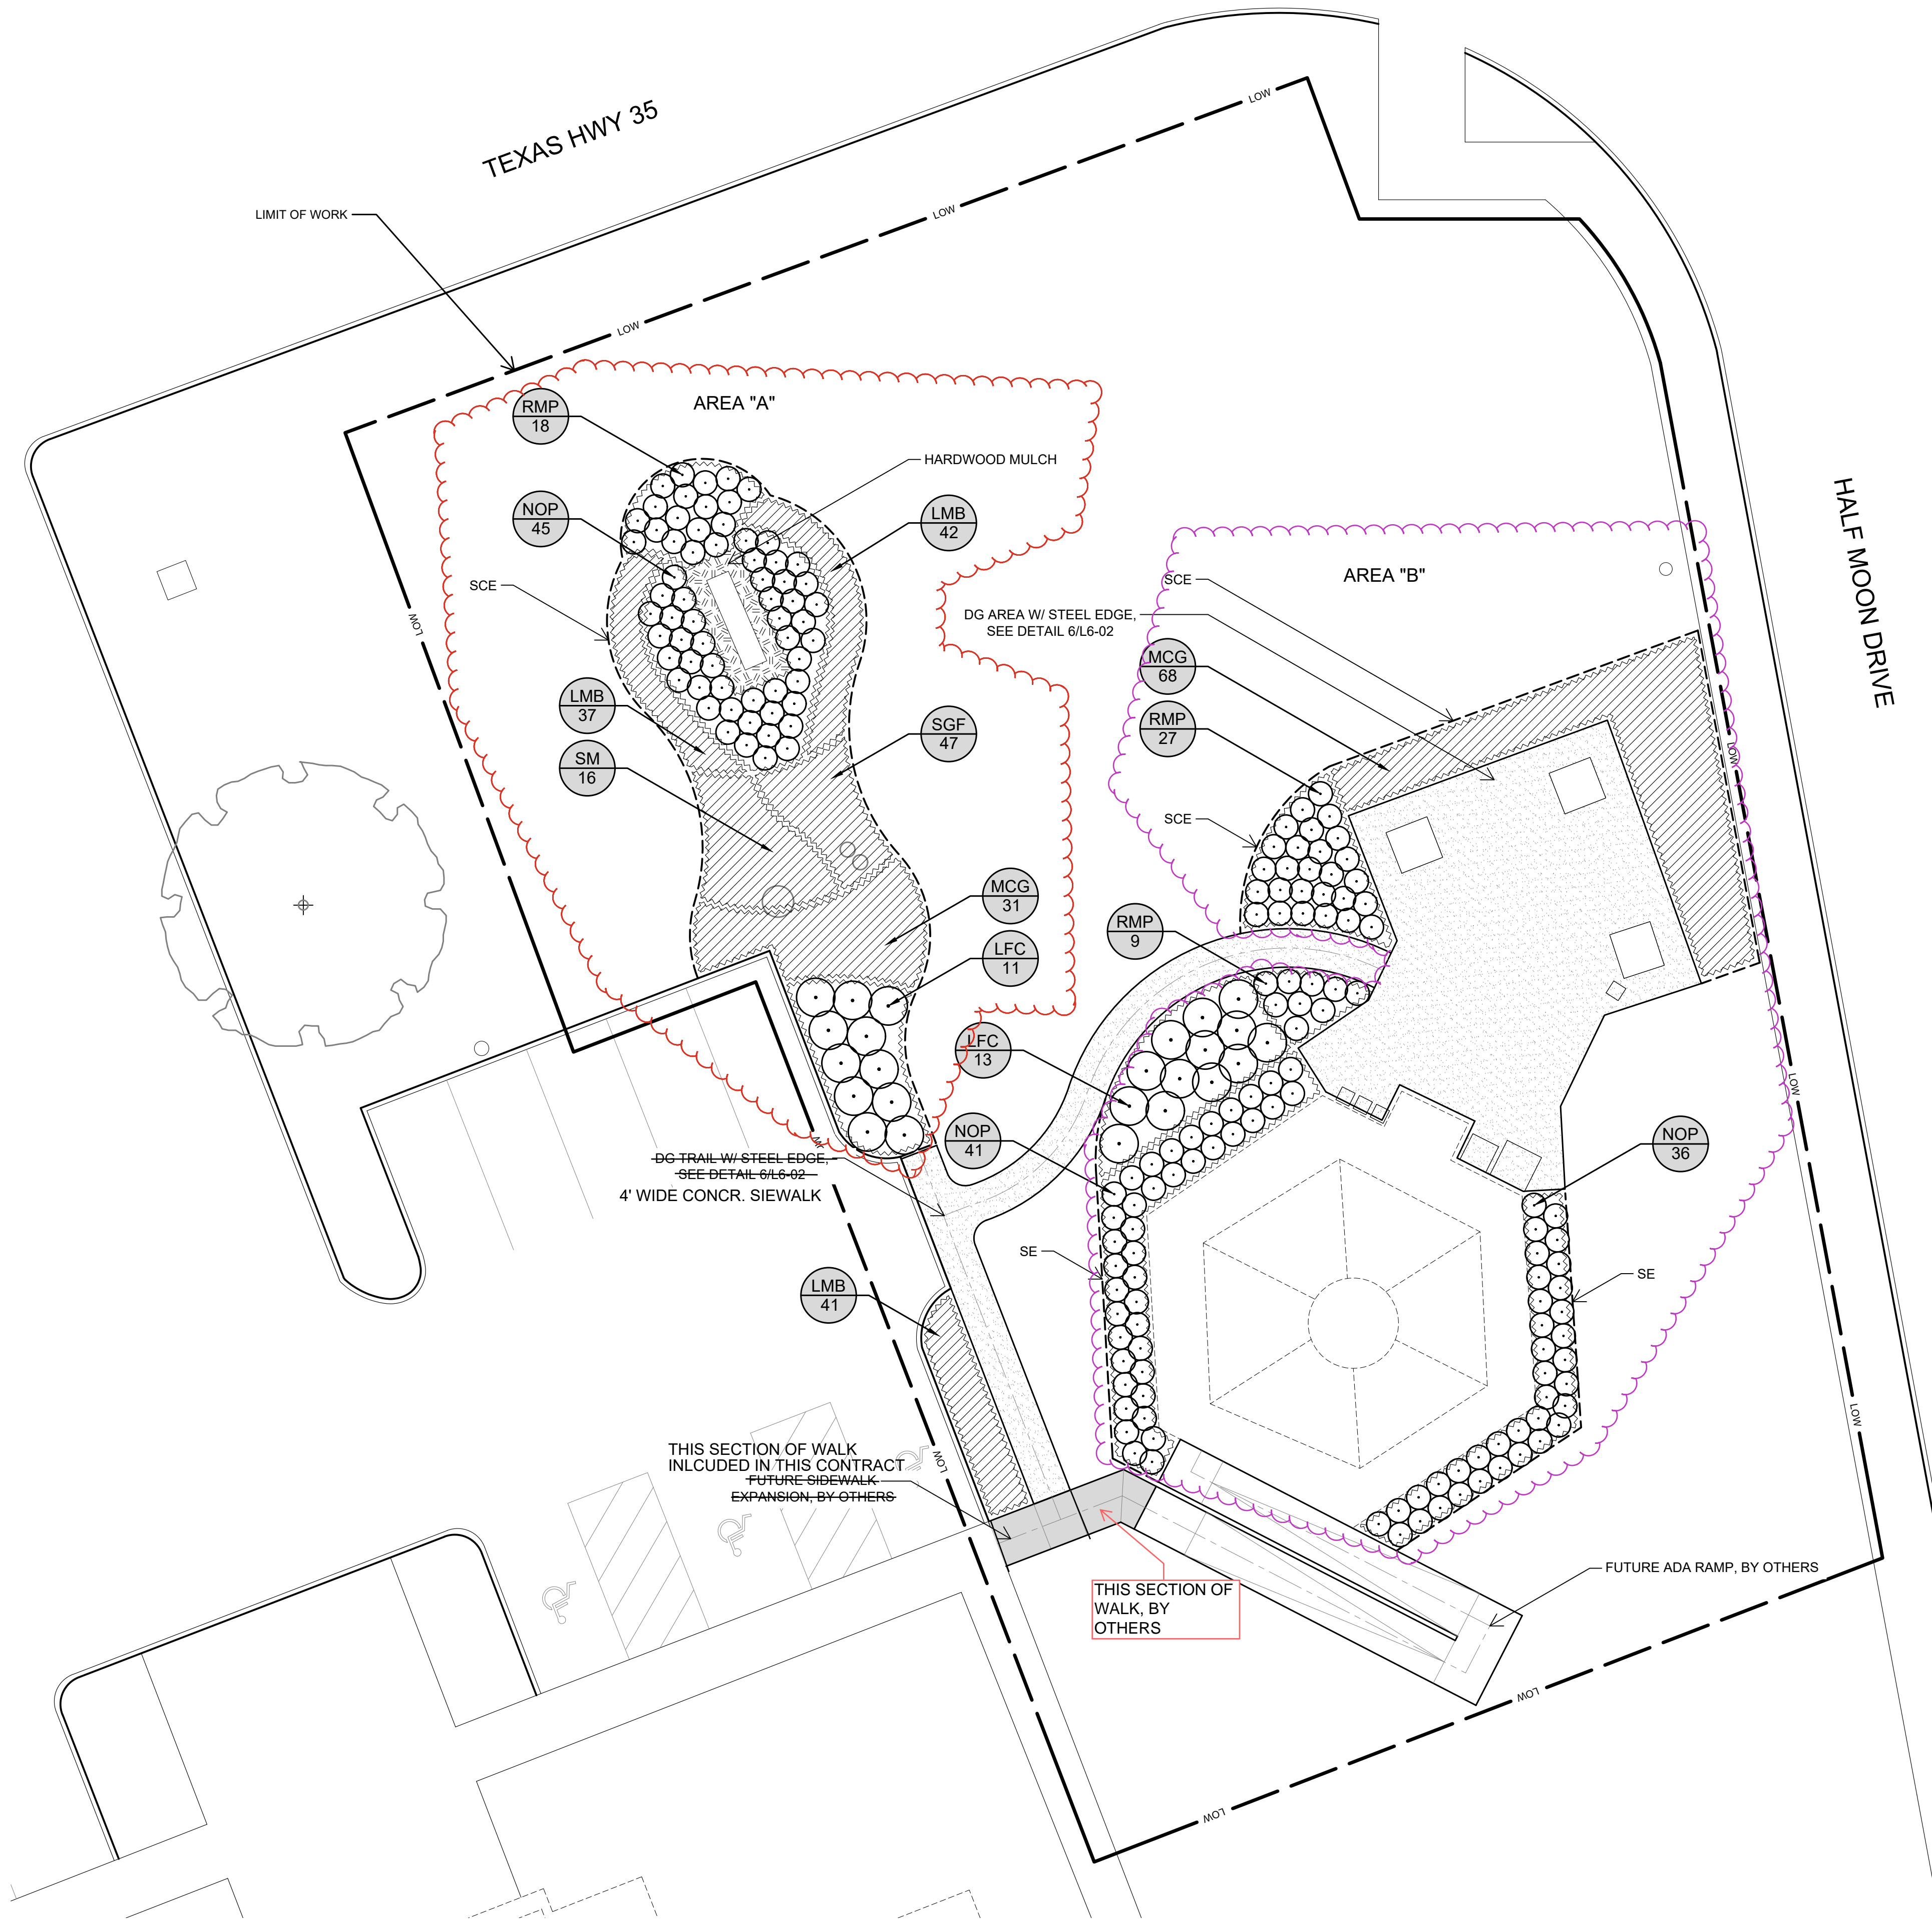 TEXAS HWY 35
LIMIT OF WORK
LOW
LOW
LOW
HALF MOON DRIVE
AREA "A"
RMP
18
HARDWOOD MULCH
NOP
45
LMB
42
SCE
LOW
LMB
37
SM
16
SGF
47
MCG
31
LFC
11
AREA "B"
SCE
DG AREA W/ STEEL EDGE,
SEE DETAIL 6/L6-02
MCG
68
RMP
27
LOW
SCE
RMP
9
LFC
13
NOP
41
LOW
NOP
36
DG TRAIL W/ STEEL EDGE,
SEE DETAIL 6/L6-02
4' WIDE CONCR. SIEWALK
SE
SE
LMB
41
LOW
THIS SECTION OF WALK
INLCUDED IN THIS CONTRACT
FUTURE SIDEWALK
EXPANSION, BY OTHERS
LOW
THIS SECTION OF
WALK, BY
OTHERS
FUTURE ADA RAMP, BY OTHERS
LOW
LOW